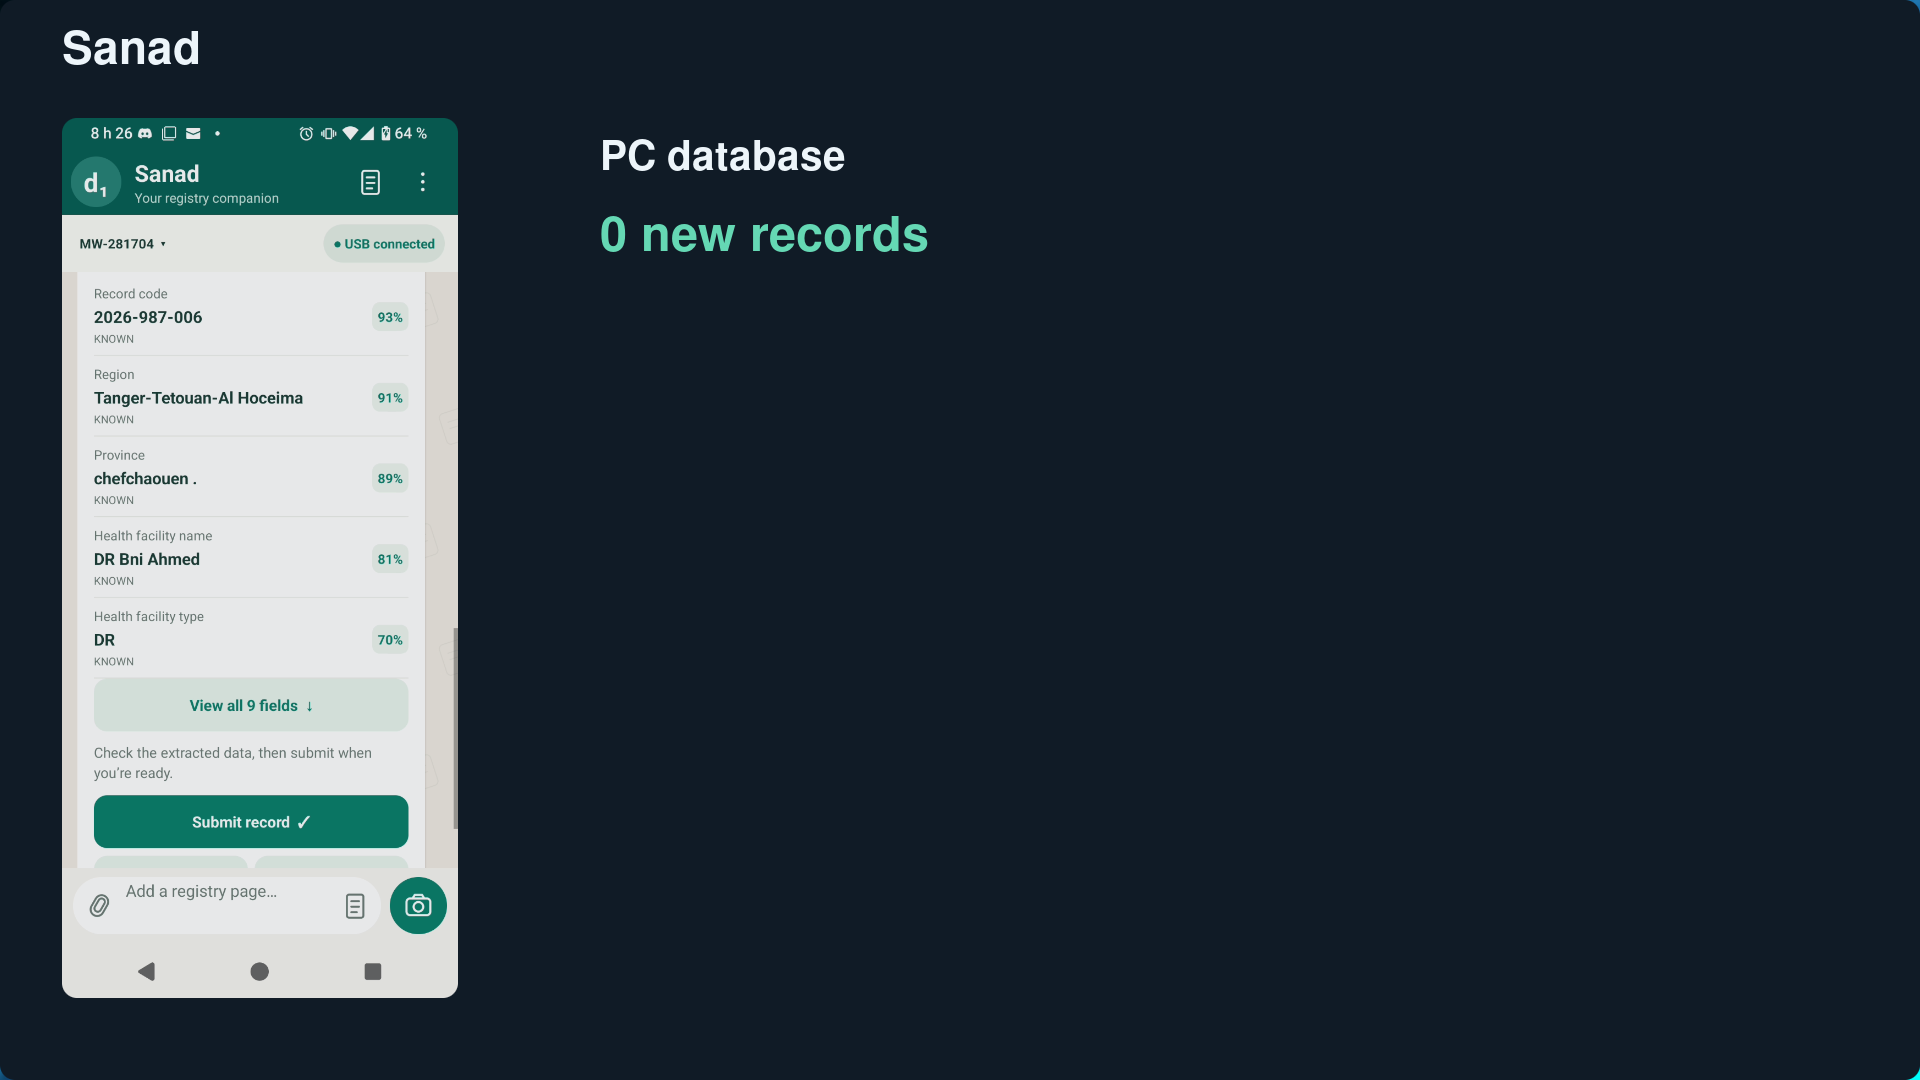 Sanad
8 h 26
64 %
d1
Sanad
Your registry companion
MW-281704
USB connected
Record code
2026-987-006
93%
KNOWN
Region
Tanger-Tetouan-Al Hoceima
91%
KNOWN
Province
chefchaouen .
89%
KNOWN
Health facility name
DR Bni Ahmed
81%
KNOWN
Health facility type
DR
70%
KNOWN
View all 9 fields ↓
Check the extracted data, then submit when
you're ready.
Submit record ✓
Add a registry page...
PC database
0 new records